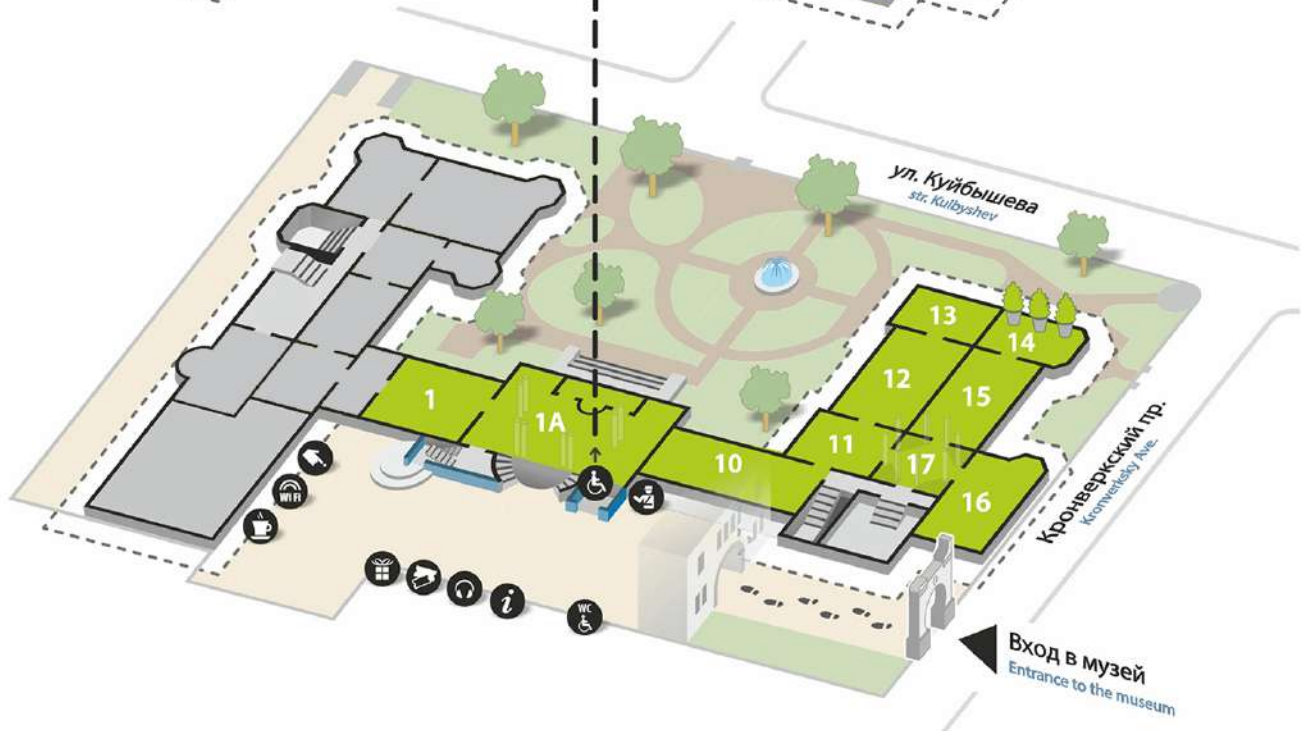 ул. Куйбышева
str. Kuibyshev
13
14
12
15
1
1A
11
10
17
16
Кронверкский пр.
Kronverksky Ave.
WI FI
i
WC
Вход в музей
Entrance to the museum